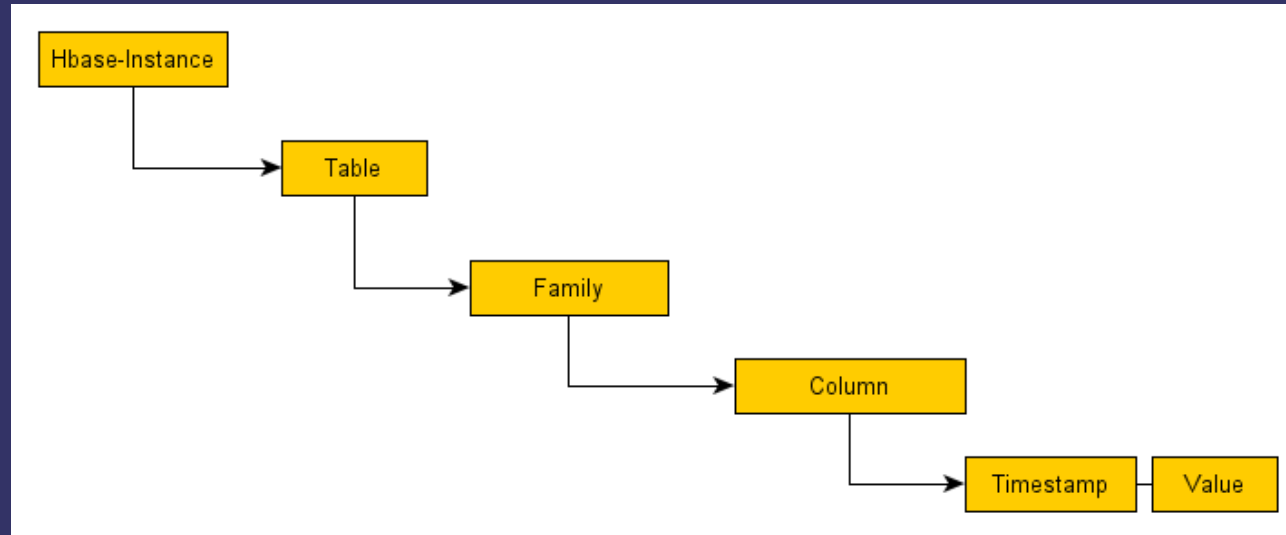 Hbase-Instance
Table
Family
Column
Timestamp
Value